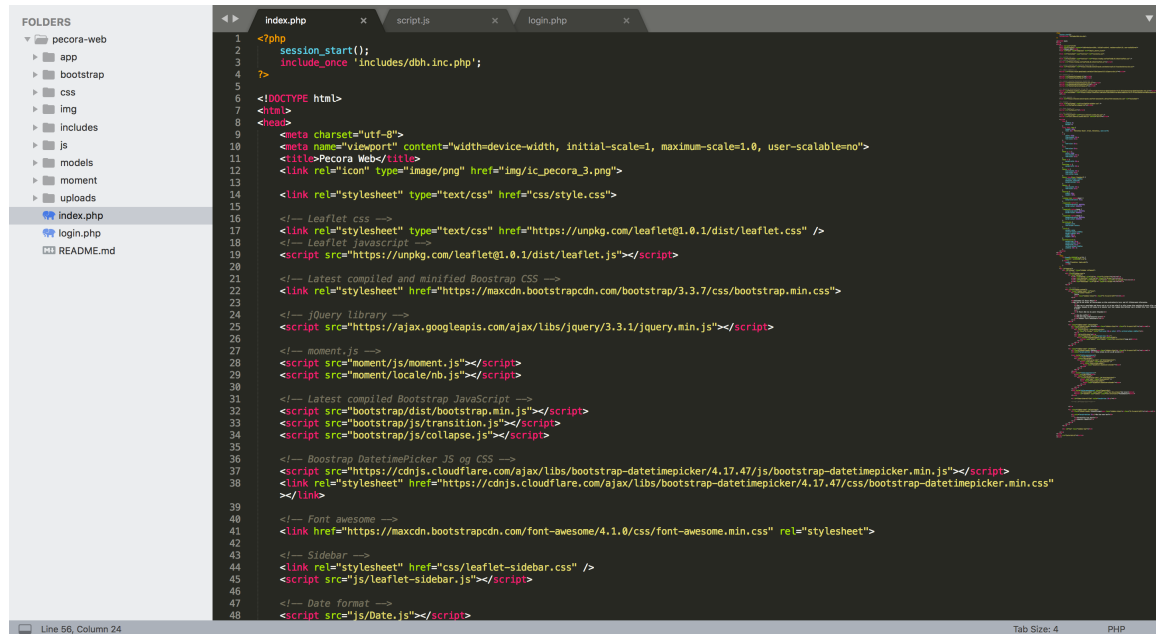 FOLDERS
pecora-web
app
bootstrap
css
img
includes
js
models
moment
uploads
index.php
login.php
README.md
index.php × script.js × login.php ×
1 <?php
2 session_start();
3 include_once 'includes/dbh.inc.php';
4 ?>
5
6 <!DOCTYPE html>
7 <html>
8 <head>
9 <meta charset="utf-8">
10 <meta name="viewport" content="width=device-width, initial-scale=1, maximum-scale=1.0, user-scalable=no">
11 <title>Pecora Web</title>
12 <link rel="icon" type="image/png" href="img/ic_pecora_3.png">
13
14 <link rel="stylesheet" type="text/css" href="css/style.css">
15
16 <!-- Leaflet css -->
17 <link rel="stylesheet" type="text/css" href="https://unpkg.com/leaflet@1.0.1/dist/leaflet.css" />
18 <!-- Leaflet javascript -->
19 <script src="https://unpkg.com/leaflet@1.0.1/dist/leaflet.js"></script>
20
21 <!-- Latest compiled and minified Boostrap CSS -->
22 <link rel="stylesheet" href="https://maxcdn.bootstrapcdn.com/bootstrap/3.3.7/css/bootstrap.min.css">
23
24 <!-- jQuery library -->
25 <script src="https://ajax.googleapis.com/ajax/libs/jquery/3.3.1/jquery.min.js"></script>
26
27 <!-- moment.js -->
28 <script src="moment/js/moment.js"></script>
29 <script src="moment/locale/nb.js"></script>
30
31 <!-- Latest compiled Bootstrap JavaScript -->
32 <script src="bootstrap/dist/bootstrap.min.js"></script>
33 <script src="bootstrap/js/transition.js"></script>
34 <script src="bootstrap/js/collapse.js"></script>
35
36 <!-- Boostrap DatetimePicker JS og CSS -->
37 <script src="https://cdnjs.cloudflare.com/ajax/libs/bootstrap-datetimepicker/4.17.47/js/bootstrap-datetimepicker.min.js"></script>
38 <link rel="stylesheet" href="https://cdnjs.cloudflare.com/ajax/libs/bootstrap-datetimepicker/4.17.47/css/bootstrap-datetimepicker.min.css"
></link>
39
40 <!-- Font awesome -->
41 <link href="https://maxcdn.bootstrapcdn.com/font-awesome/4.1.0/css/font-awesome.min.css" rel="stylesheet">
42
43 <!-- Sidebar -->
44 <link rel="stylesheet" href="css/leaflet-sidebar.css" />
45 <script src="js/leaflet-sidebar.js"></script>
46
47 <!-- Date format -->
48 <script src="js/Date.js"></script>
Line 56, Column 24
Tab Size: 4 PHP